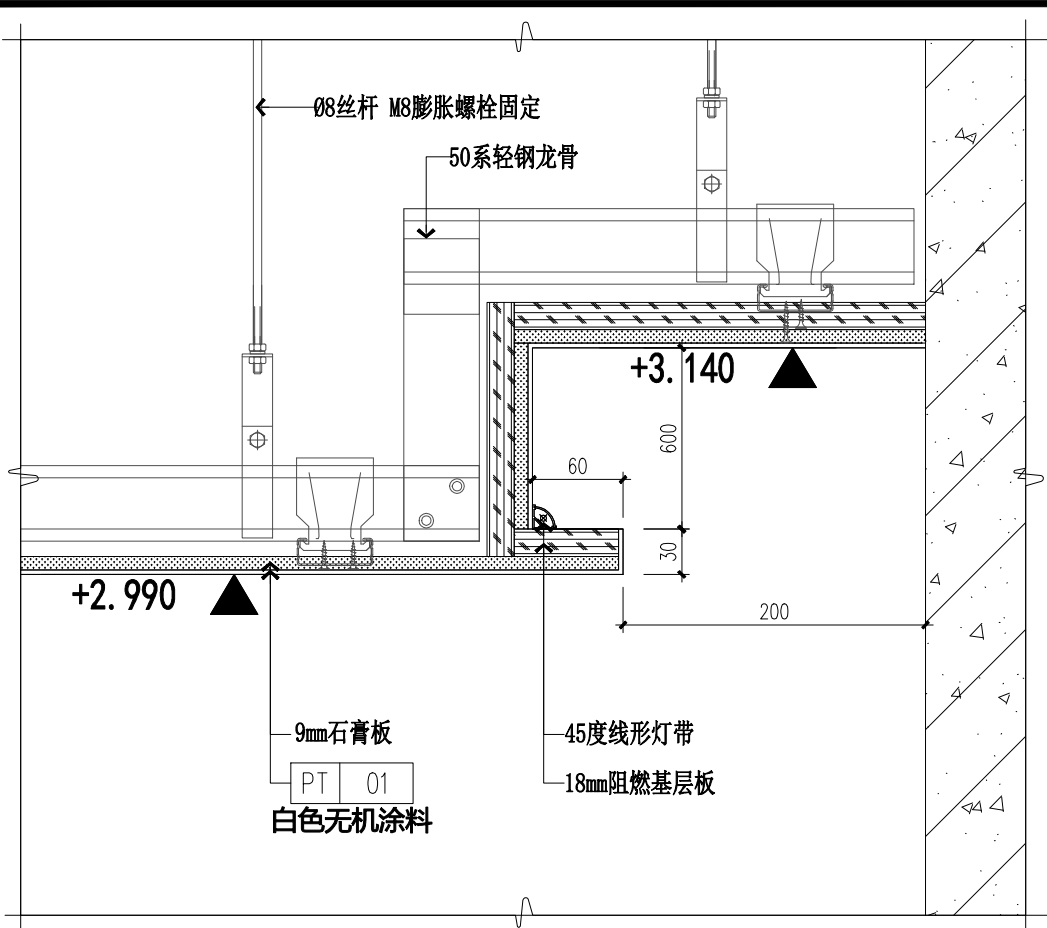 Ø8丝杆 M8膨胀螺栓固定
50系轻钢龙骨
+3.140
600
60
30
+2.990
200
9mm石膏板
45度线形灯带
PT 01
18mm阻燃基层板
白色无机涂料